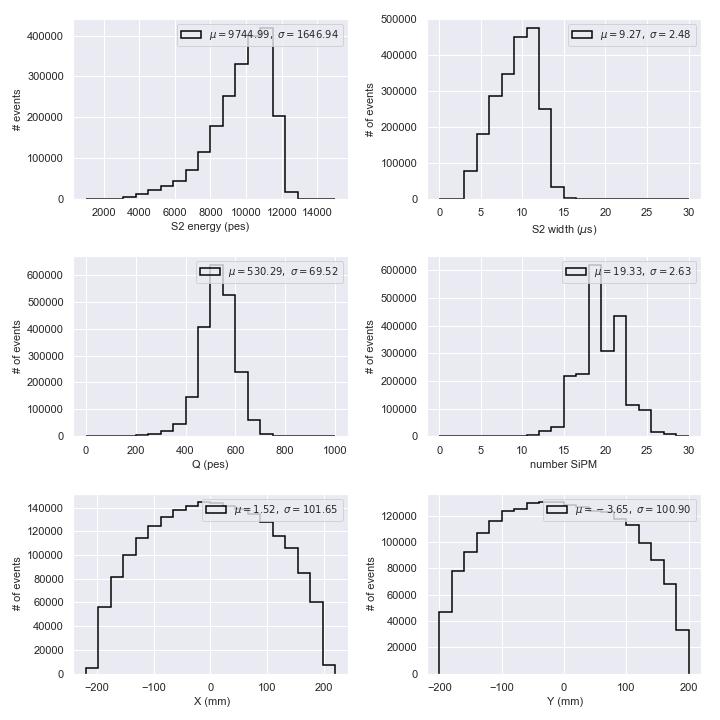 μ = 9744.99, σ = 1646.94
400000
300000
200000
100000
0
# events
2000 4000 6000 8000 10000 12000 14000
S2 energy (pes)
μ = 9.27, σ = 2.48
500000
400000
300000
200000
100000
0
# of events
0 5 10 15 20 25 30
S2 width (μs)
μ = 530.29, σ = 69.52
600000
500000
400000
300000
200000
100000
0
# of events
0 200 400 600 800 1000
Q (pes)
μ = 19.33, σ = 2.63
600000
500000
400000
300000
200000
100000
0
# of events
0 5 10 15 20 25 30
number SiPM
μ = 1.52, σ = 101.65
140000
120000
100000
80000
60000
40000
20000
0
# of events
−200 −100 0 100 200
X (mm)
μ = −3.65, σ = 100.90
120000
100000
80000
60000
40000
20000
0
# of events
−200 −100 0 100 200
Y (mm)